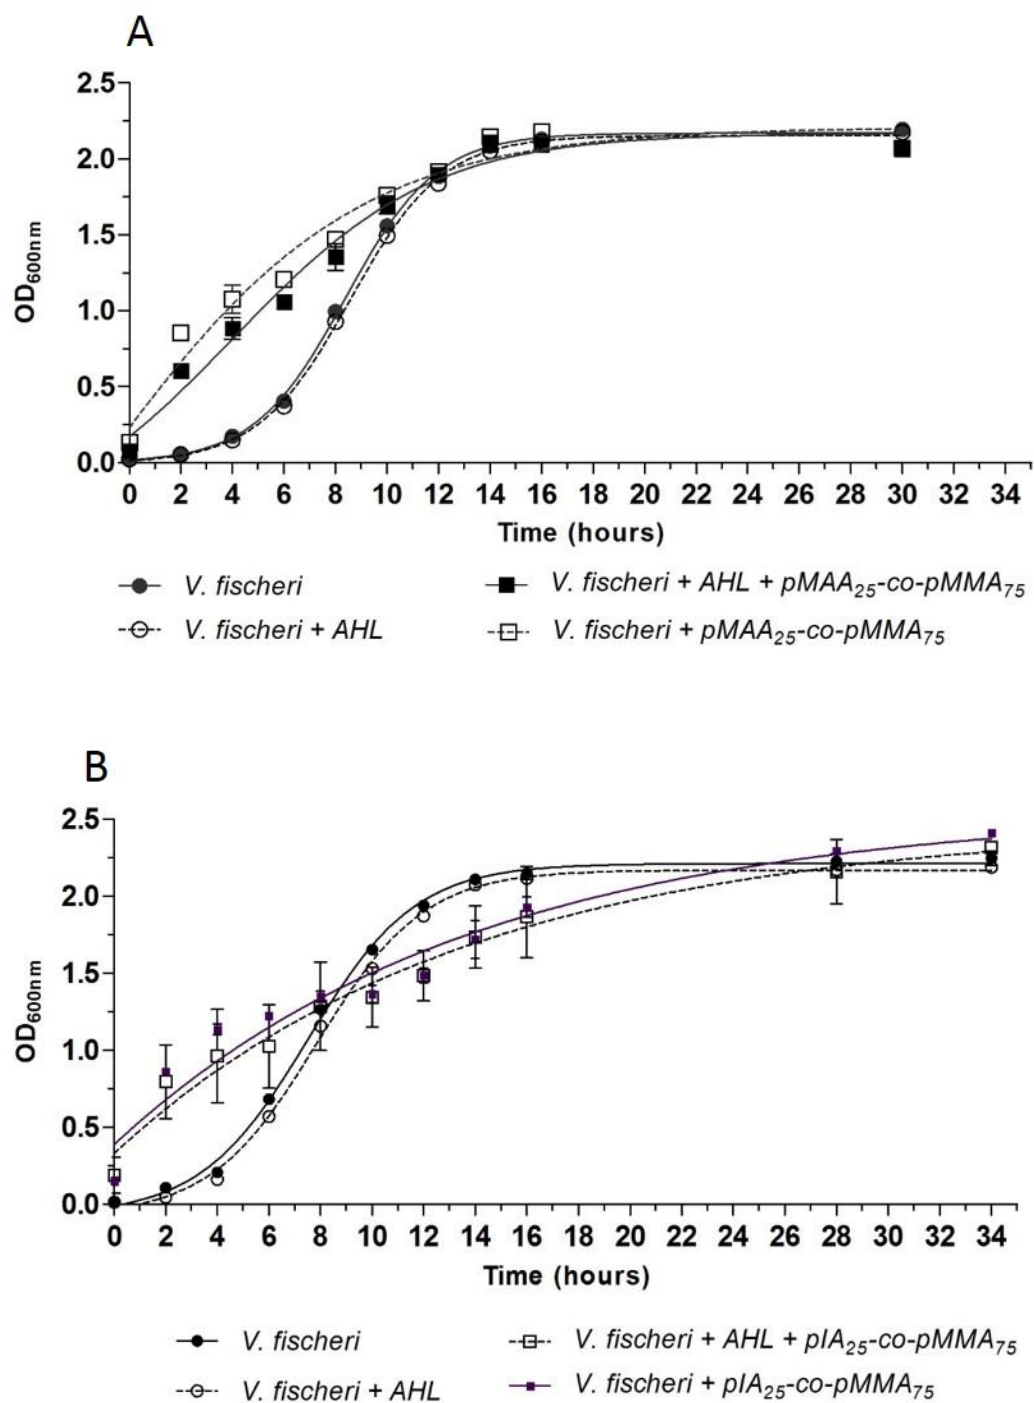 A
2.5
2.0
1.5
1.0
0.5
0.0
OD600nm
0 2 4 6 8 10 12 14 16 18 20 22 24 26 28 30 32 34
Time (hours)
V. fischeri
V. fischeri + AHL + pMAA25-co-pMMA75
V. fischeri + AHL
V. fischeri + pMAA25-co-pMMA75
B
2.5
2.0
1.5
1.0
0.5
0.0
OD600nm
0 2 4 6 8 10 12 14 16 18 20 22 24 26 28 30 32 34
Time (hours)
V. fischeri
V. fischeri + AHL + pIA25-co-pMMA75
V. fischeri + AHL
V. fischeri + pIA25-co-pMMA75